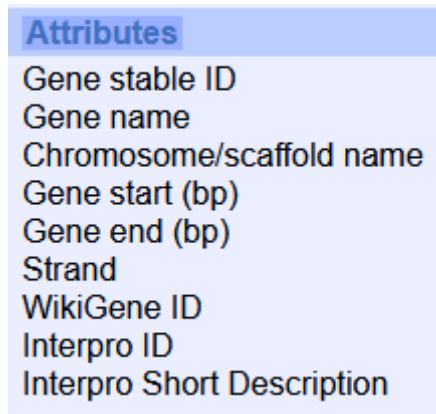 Attributes
Gene stable ID
Gene name
Chromosome/scaffold name
Gene start (bp)
Gene end (bp)
Strand
WikiGene ID
Interpro ID
Interpro Short Description